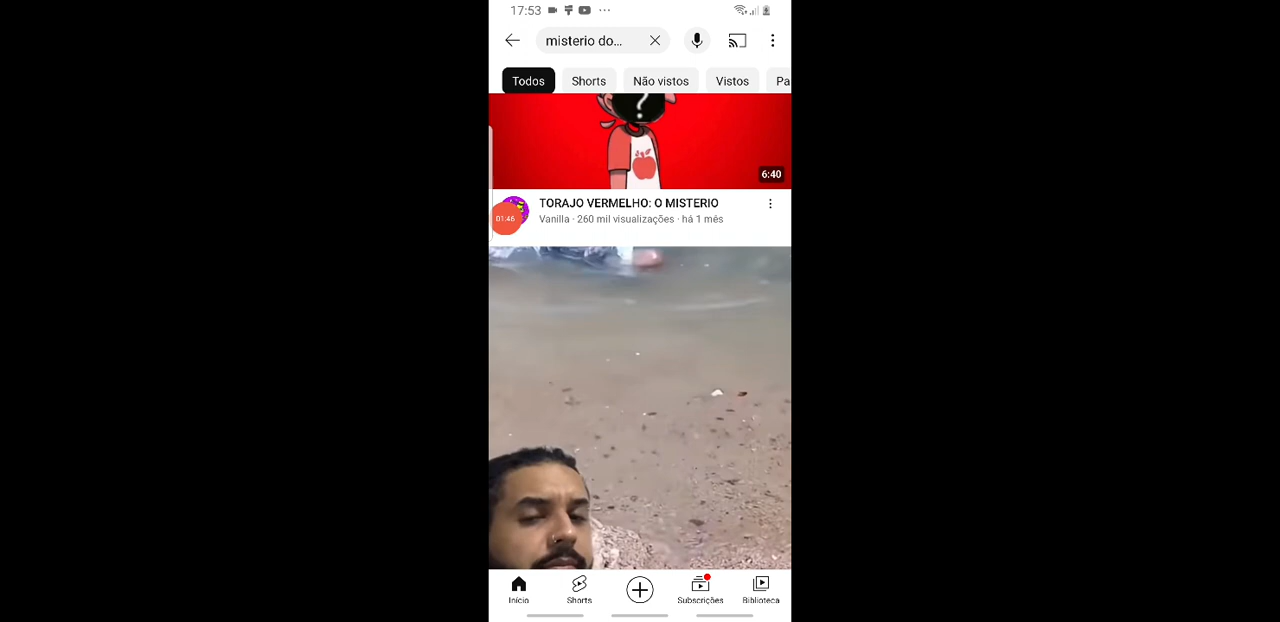 17:53
misterio do...
Todos Shorts Não vistos Vistos Pa
?
6:40
TORAJO VERMELHO: O MISTERIO
Vanilla · 260 mil visualizações · há 1 mês
01:46
Início Shorts Subscrições Biblioteca